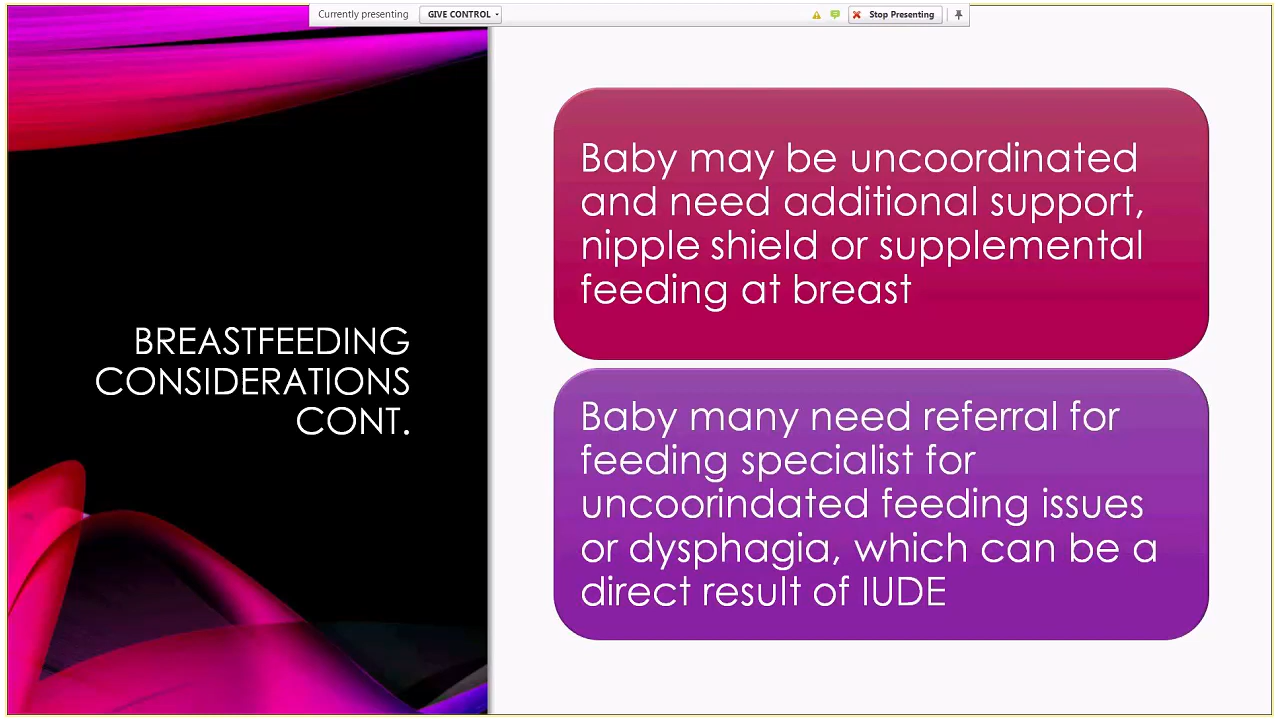 Currently presenting GIVE CONTROL Stop Presenting
BREASTFEEDING
CONSIDERATIONS
CONT.
Baby may be uncoordinated
and need additional support,
nipple shield or supplemental
feeding at breast
Baby many need referral for
feeding specialist for
uncoorindated feeding issues
or dysphagia, which can be a
direct result of IUDE